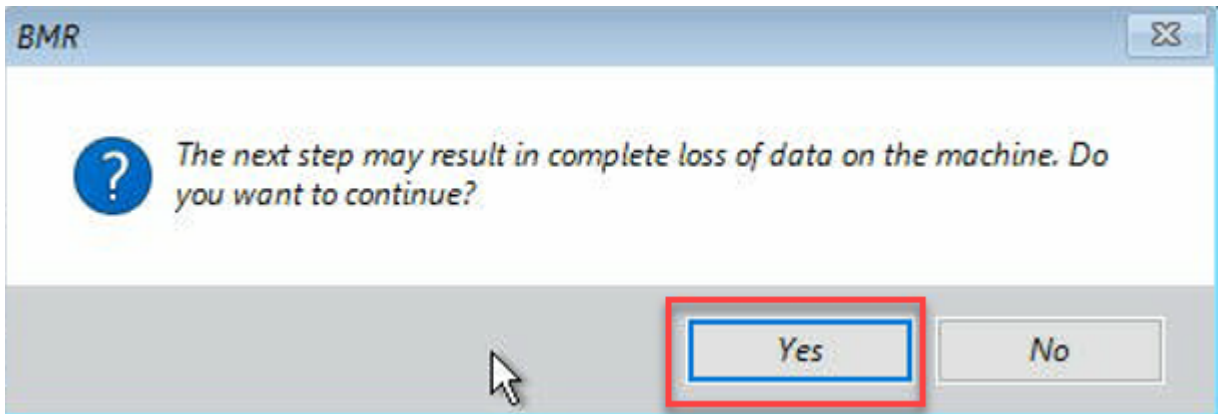 BMR
The next step may result in complete loss of data on the machine. Do
you want to continue?
Yes
No